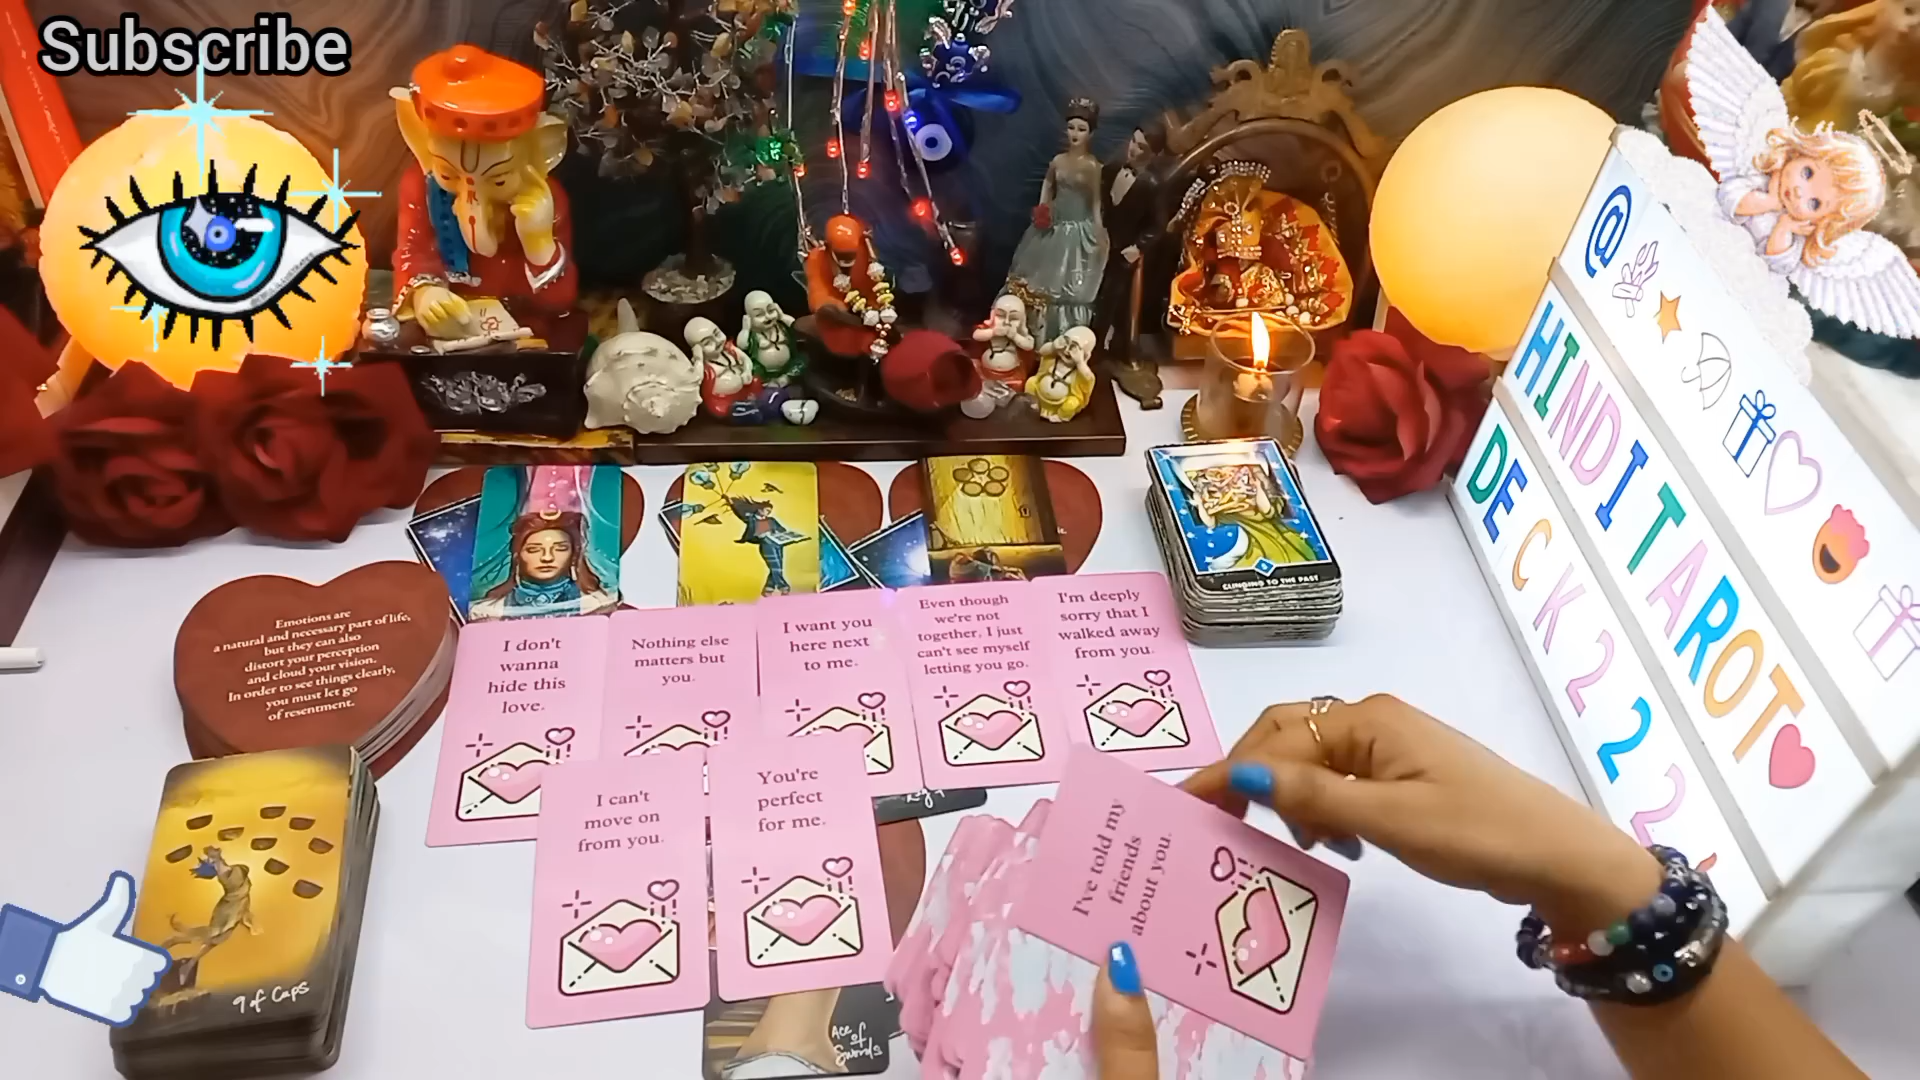 Subscribe
@
HINDI TAROT
DECK 222
CLINGING TO THE PAST
Emotions are
a natural and necessary part of life,
but they can also
distort your perception
and cloud your vision.
In order to see things clearly,
you must let go
of resentment.
I don't
wanna
hide this
love.
Nothing else
matters but
you.
I want you
here next
to me.
Even though
we're not
together, I just
can't see myself
letting you go.
I'm deeply
sorry that I
walked away
from you.
I can't
move on
from you.
You're
perfect
for me.
I've told my
friends
about you.
9 of Cups
Ace
of
Swords